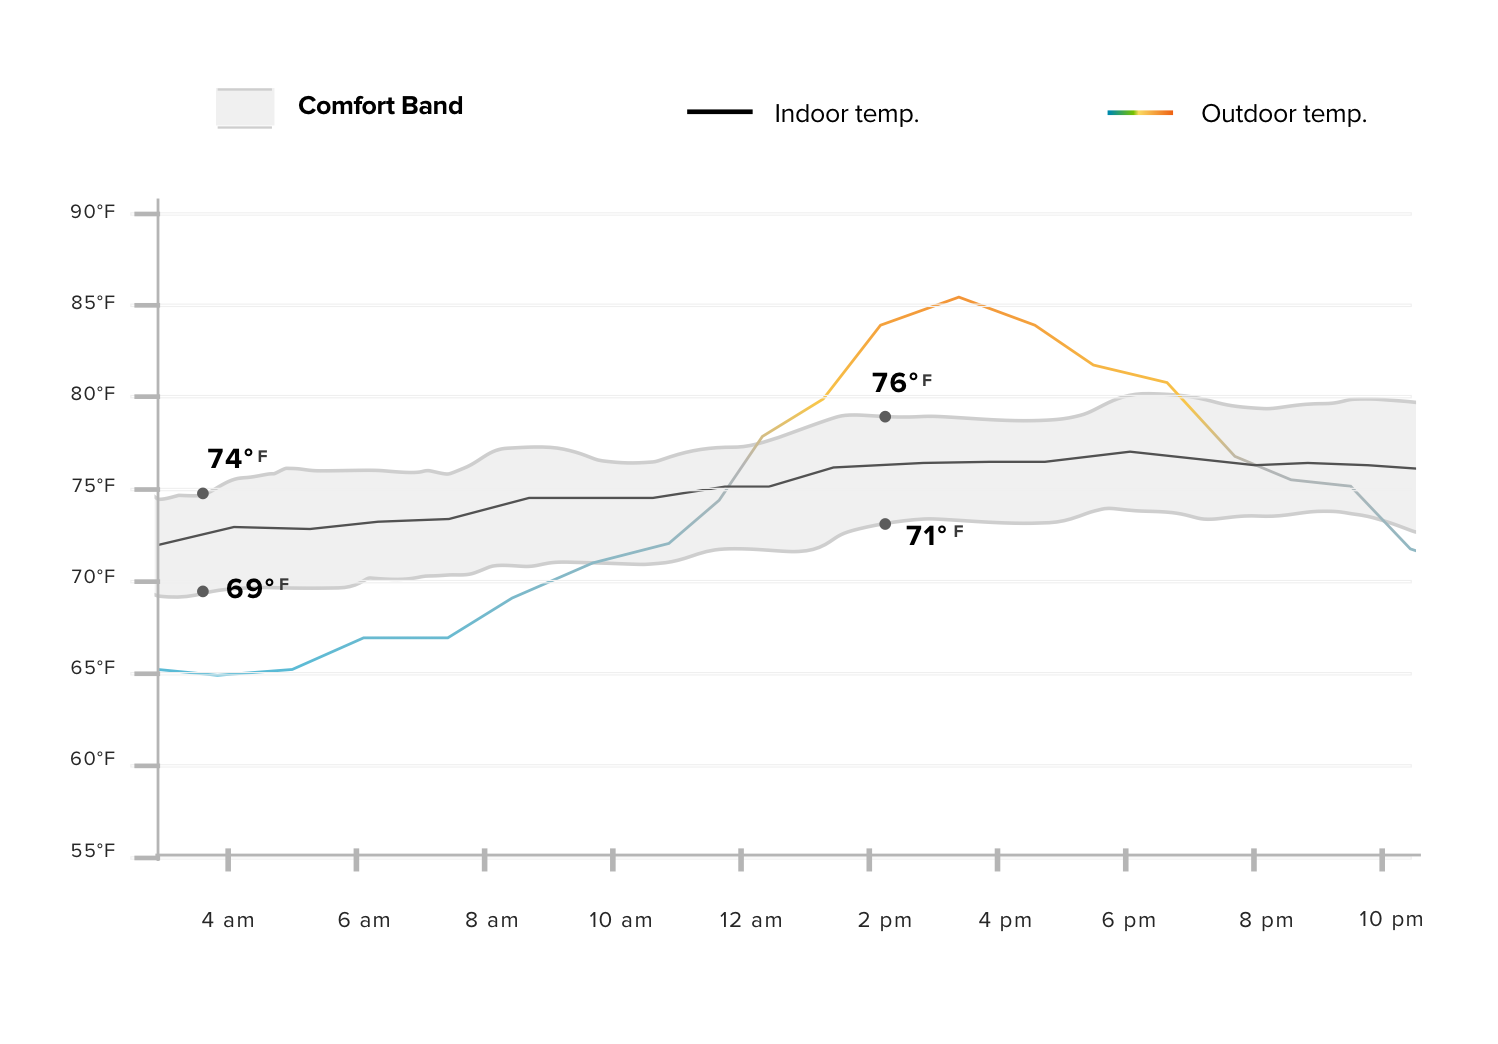 Comfort Band
Indoor temp.
Outdoor temp.
90°F
85°F
80°F
76° F
74° F
75°F
71° F
70°F
69° F
65°F
60°F
55°F
4 am
6 am
8 am
10 am
12 am
2 pm
4 pm
6 pm
8 pm
10 pm